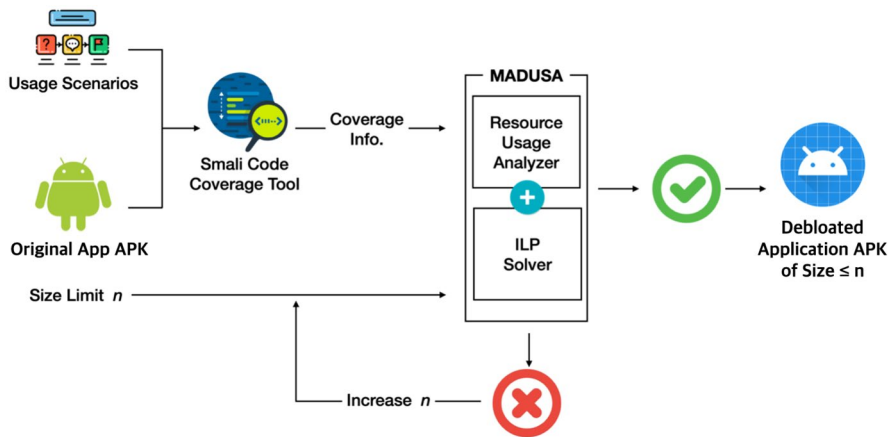 Usage Scenarios
Original App APK
Smali Code
Coverage Tool
Coverage
Info.
MADUSA
Resource
Usage
Analyzer
+
ILP
Solver
Size Limit n
Increase n
Debloated
Application APK
of Size ≤ n